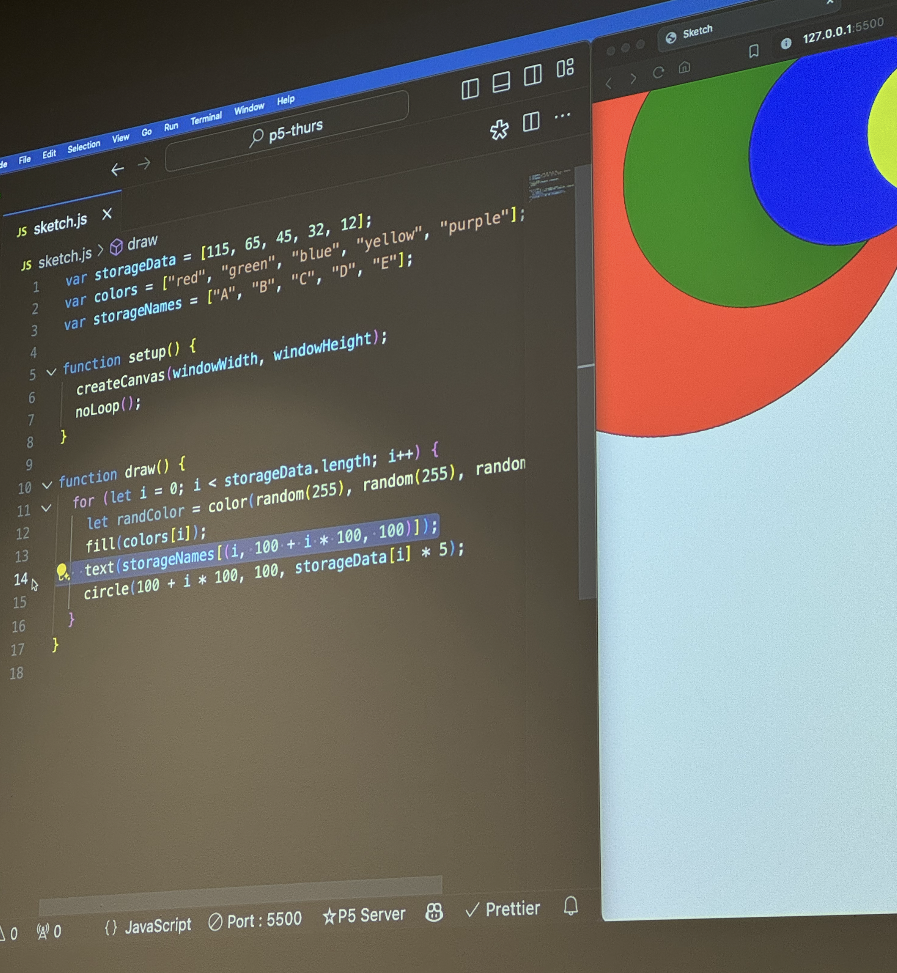 File Edit Selection View Go Run Terminal Window Help
p5-thurs
JS sketch.js ×
JS sketch.js > draw
1 var storageData = [115, 65, 45, 32, 12];
2 var colors = ["red", "green", "blue", "yellow", "purple"];
3 var storageNames = ["A", "B", "C", "D", "E"];
4
5 function setup() {
6 createCanvas(windowWidth, windowHeight);
7 noLoop();
8 }
9
10 function draw() {
11 for (let i = 0; i < storageData.length; i++) {
12 let randColor = color(random(255), random(255), random
13 fill(colors[i]);
14 text(storageNames[(i, 100 + i * 100, 100)]);
15 circle(100 + i * 100, 100, storageData[i] * 5);
16 }
17 }
18
0 0 {} JavaScript Port : 5500 P5 Server Prettier
Sketch
127.0.0.1:5500